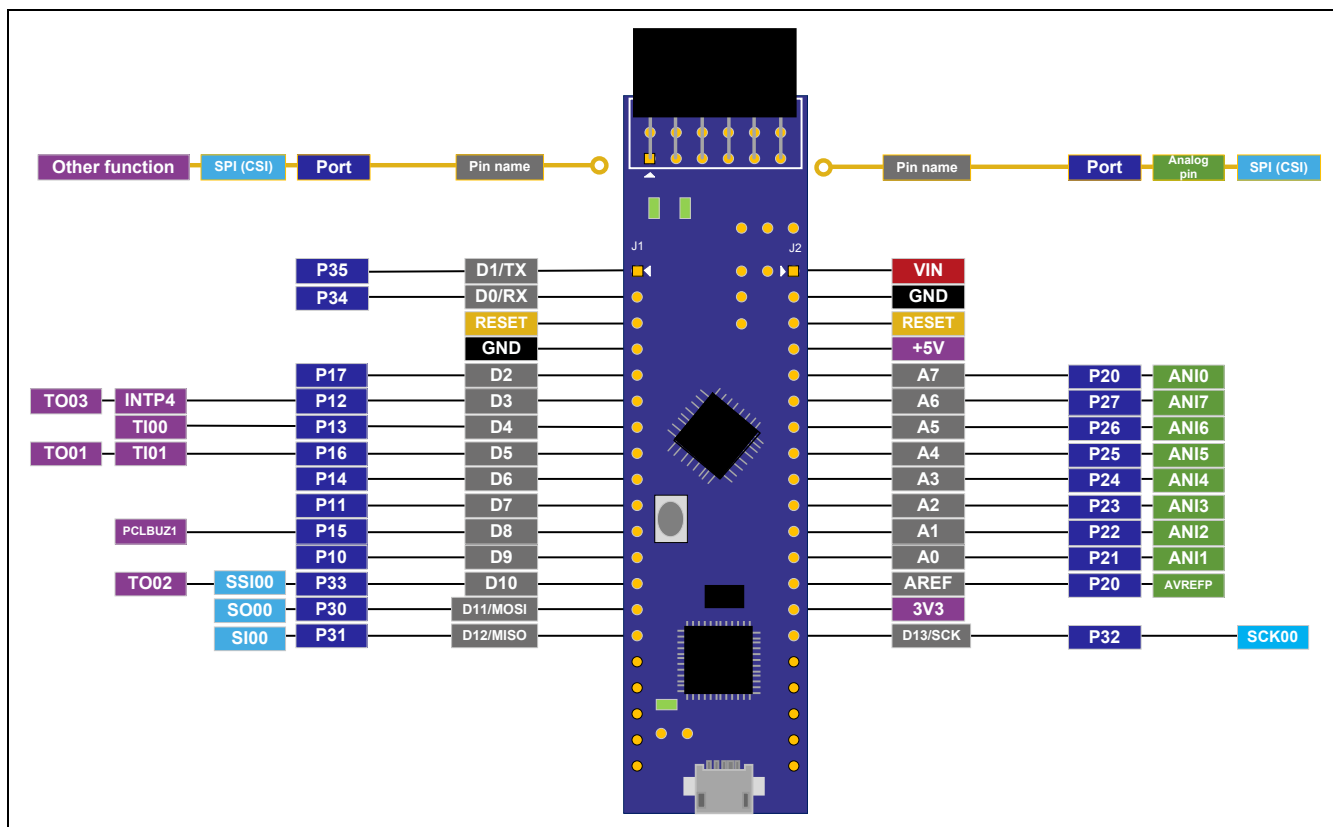 Other function SPI (CSI) Port Pin name
Pin name Port Analog pin SPI (CSI)
J1 J2
P35 D1/TX VIN
P34 D0/RX GND
RESET RESET
GND +5V
P17 D2 A7 P20 ANI0
TO03 INTP4 P12 D3 A6 P27 ANI7
TI00 P13 D4 A5 P26 ANI6
TO01 TI01 P16 D5 A4 P25 ANI5
P14 D6 A3 P24 ANI4
P11 D7 A2 P23 ANI3
PCLBUZ1 P15 D8 A1 P22 ANI2
P10 D9 A0 P21 ANI1
TO02 SSI00 P33 D10 AREF P20 AVREFP
SO00 P30 D11/MOSI 3V3
SI00 P31 D12/MISO D13/SCK P32 SCK00